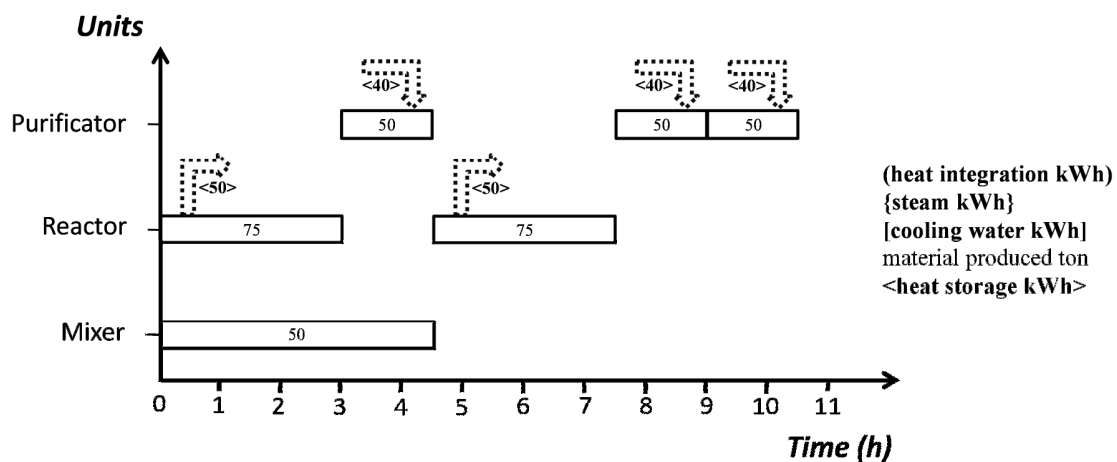 Units
Purificator
<40>
<40>
<40>
50
50
50
<50>
<50>
Reactor
75
75
Mixer
50
0 1 2 3 4 5 6 7 8 9 10 11
Time (h)
(heat integration kWh)
{steam kWh}
[cooling water kWh]
material produced ton
<heat storage kWh>